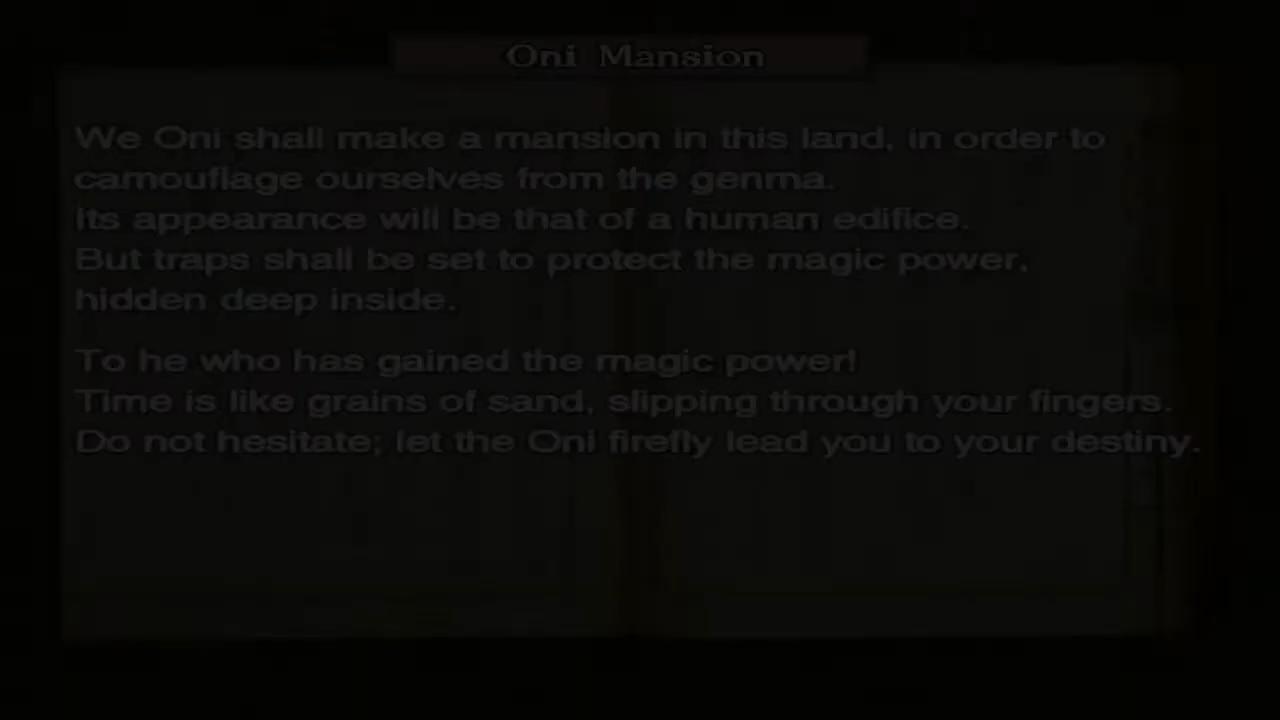 Oni Mansion
We Oni shall make a mansion in this land, in order to
camouflage ourselves from the genma.
Its appearance will be that of a human edifice.
But traps shall be set to protect the magic power,
hidden deep inside.
To he who has gained the magic power!
Time is like grains of sand, slipping through your fingers.
Do not hesitate; let the Oni firefly lead you to your destiny.